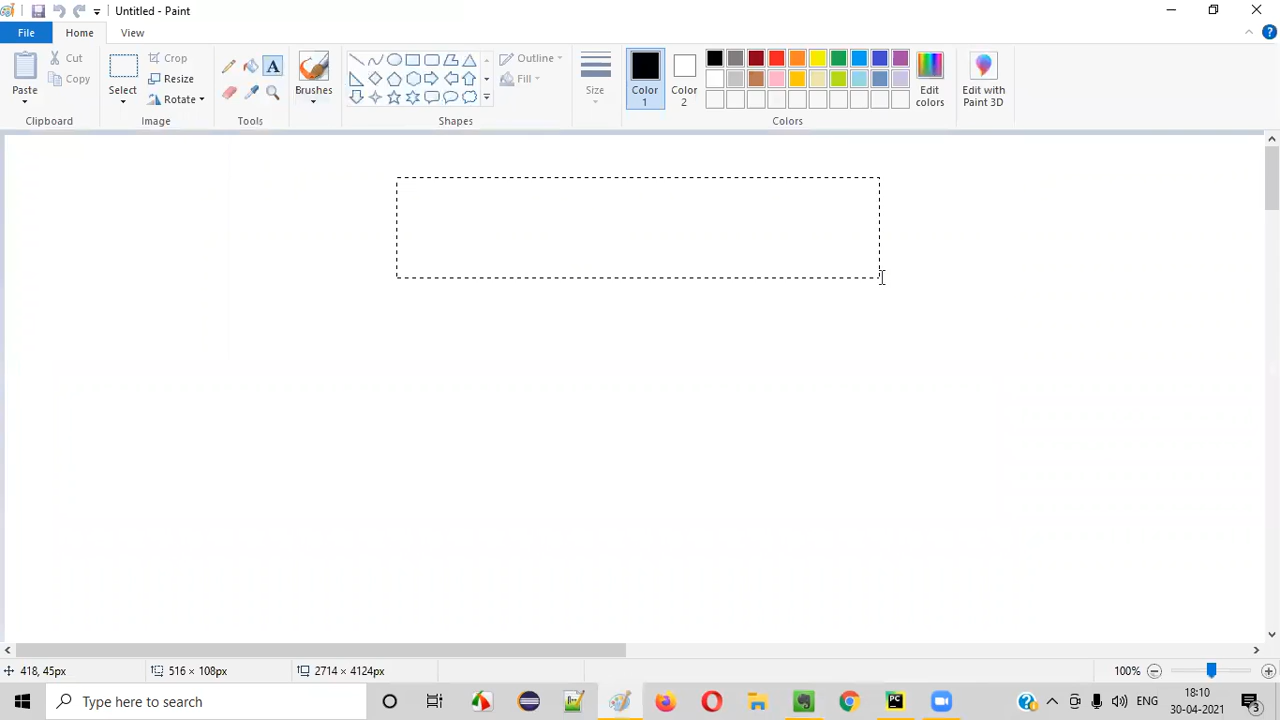 Untitled - Paint
File Home View
Paste
Cut
Copy
Clipboard
Select
Crop
Resize
Rotate
Image
A
Tools
Brushes
Outline
Fill
Shapes
Size
Color 1
Color 2
Edit colors
Edit with Paint 3D
Colors
418, 45px 516 × 108px 2714 × 4124px 100%
Type here to search
PC
ENG
18:10
30-04-2021
3